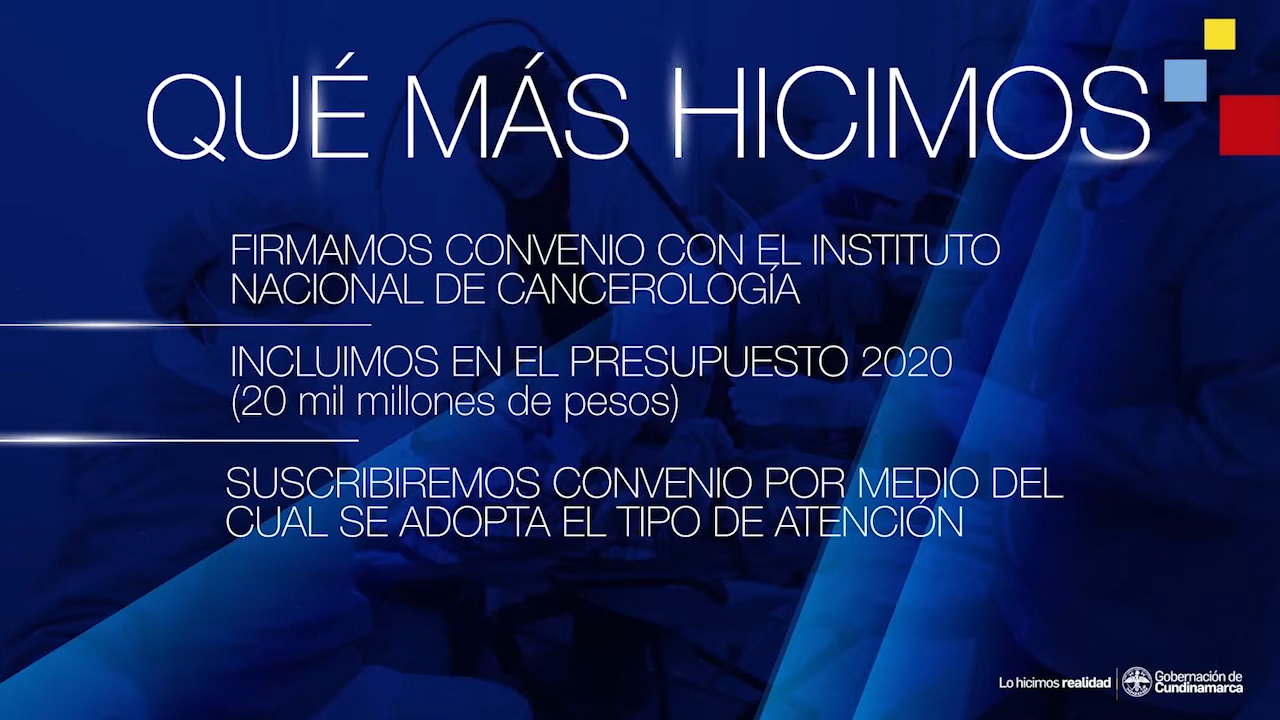 QUÉ MÁS HICIMOS
FIRMAMOS CONVENIO CON EL INSTITUTO
NACIONAL DE CANCEROLOGÍA
INCLUIMOS EN EL PRESUPUESTO 2020
(20 mil millones de pesos)
SUSCRIBIREMOS CONVENIO POR MEDIO DEL
CUAL SE ADOPTA EL TIPO DE ATENCIÓN
Lo hicimos realidad
Gobernación de
Cundinamarca